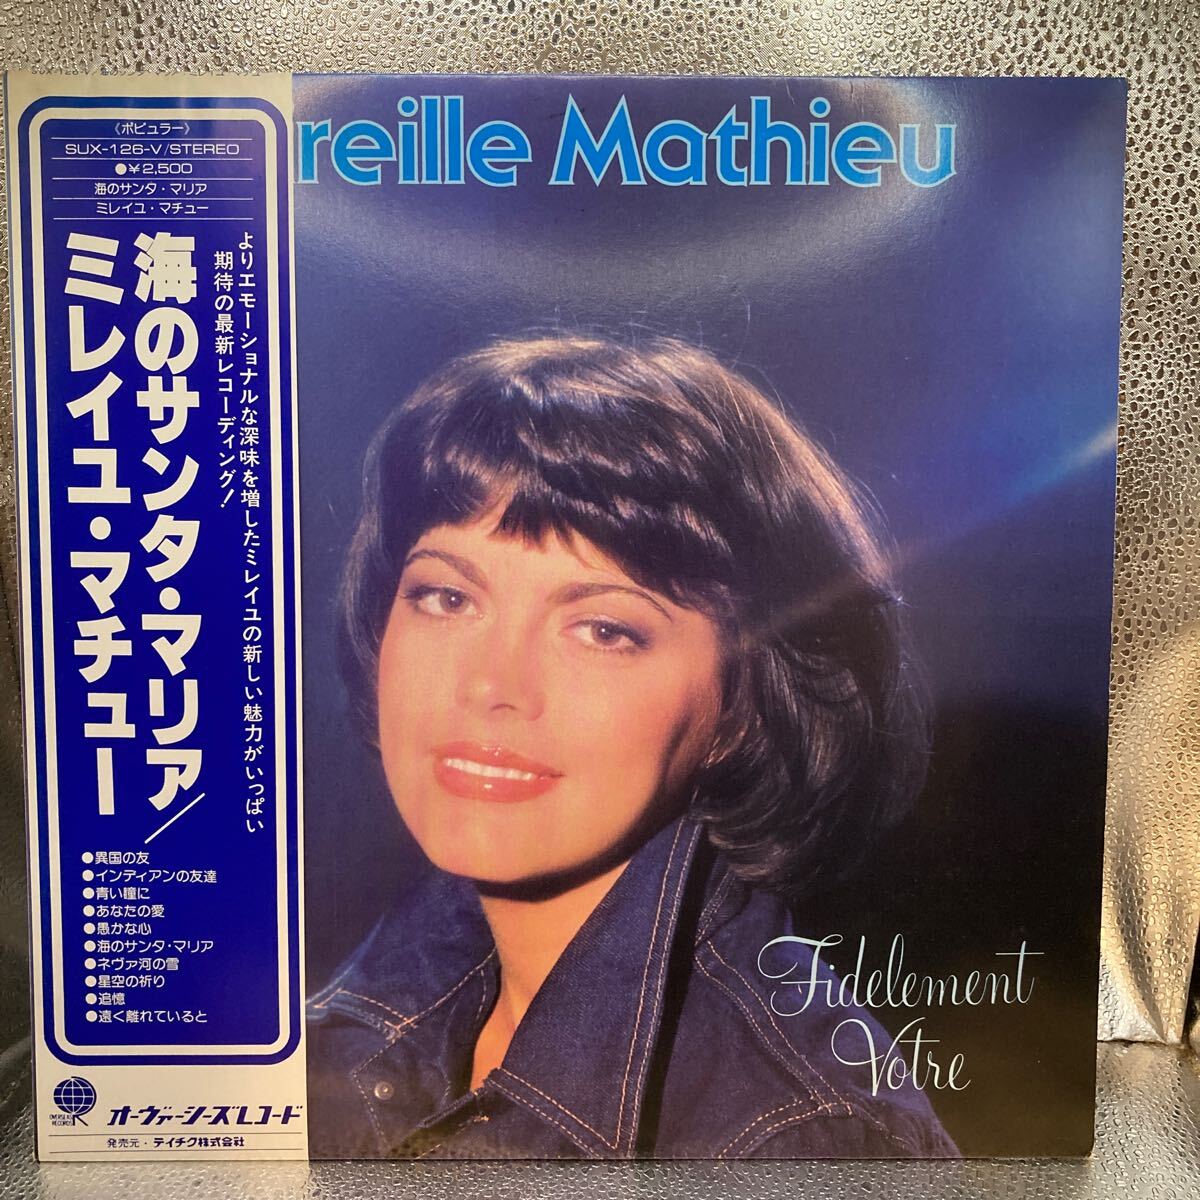 《ポピュラー》
SUX-126-V/STEREO
●¥2,500
海のサンタ・マリア
ミレイユ・マチュー
よりエモーショナルな深味を増したミレイユの新しい魅力がいっぱい
期待の最新レコーディング!
海のサンタ・マリア/
ミレイユ・マチュー
●異国の友
●インディアンの友達
●青い瞳に
●あなたの愛
●愚かな心
●海のサンタ・マリア
●ネヴァ河の雪
●星空の祈り
●追憶
●遠く離れていると
OVERSEAS RECORDS
オーヴァーシーズレコード
発売元・テイチク株式会社
reille Mathieu
Fidelement
Votre